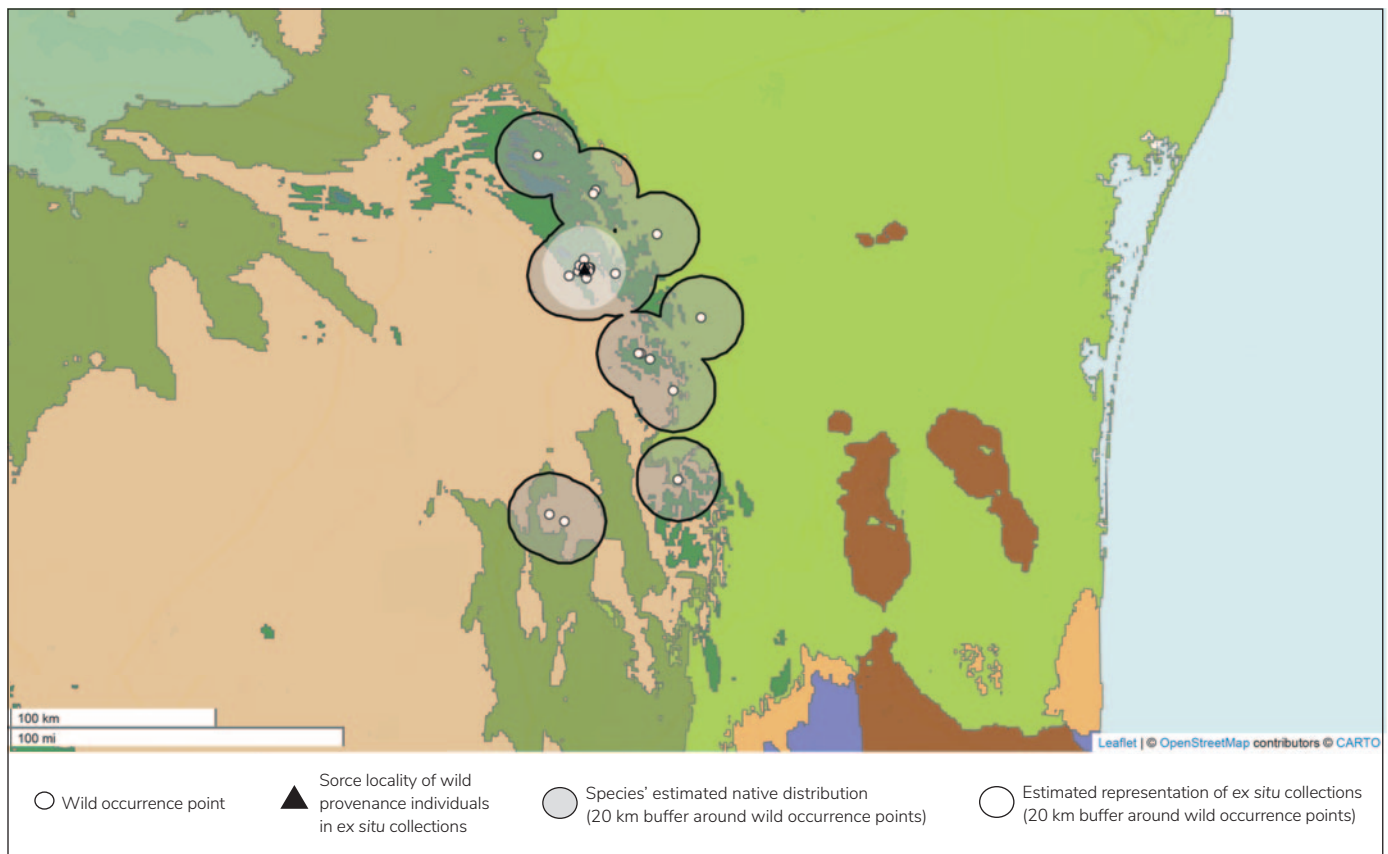 100 km
100 mi
Leaflet | © OpenStreetMap contributors © CARTO
Wild occurrence point
Sorce locality of wild
provenance individuals
in ex situ collections
Species' estimated native distribution
(20 km buffer around wild occurrence points)
Estimated representation of ex situ collections
(20 km buffer around wild occurrence points)